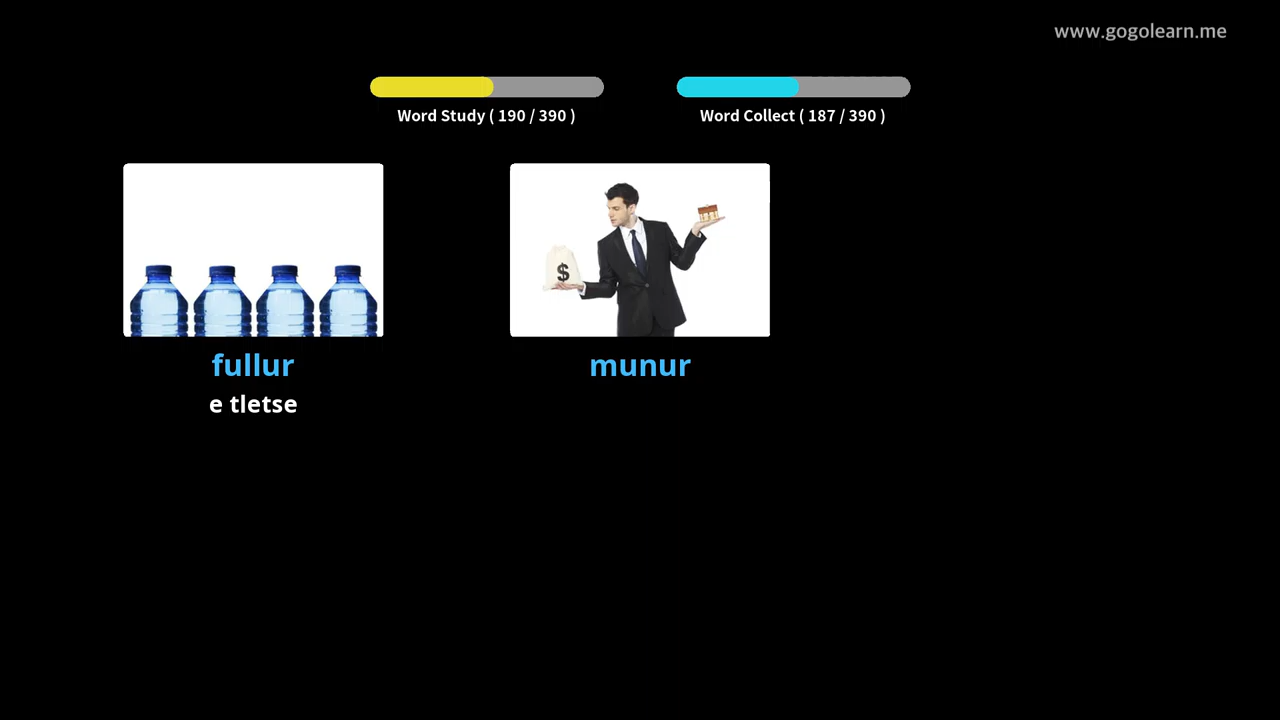 www.gogolearn.me
Word Study ( 190 / 390 )
Word Collect ( 187 / 390 )
$
fullur
munur
e tletse